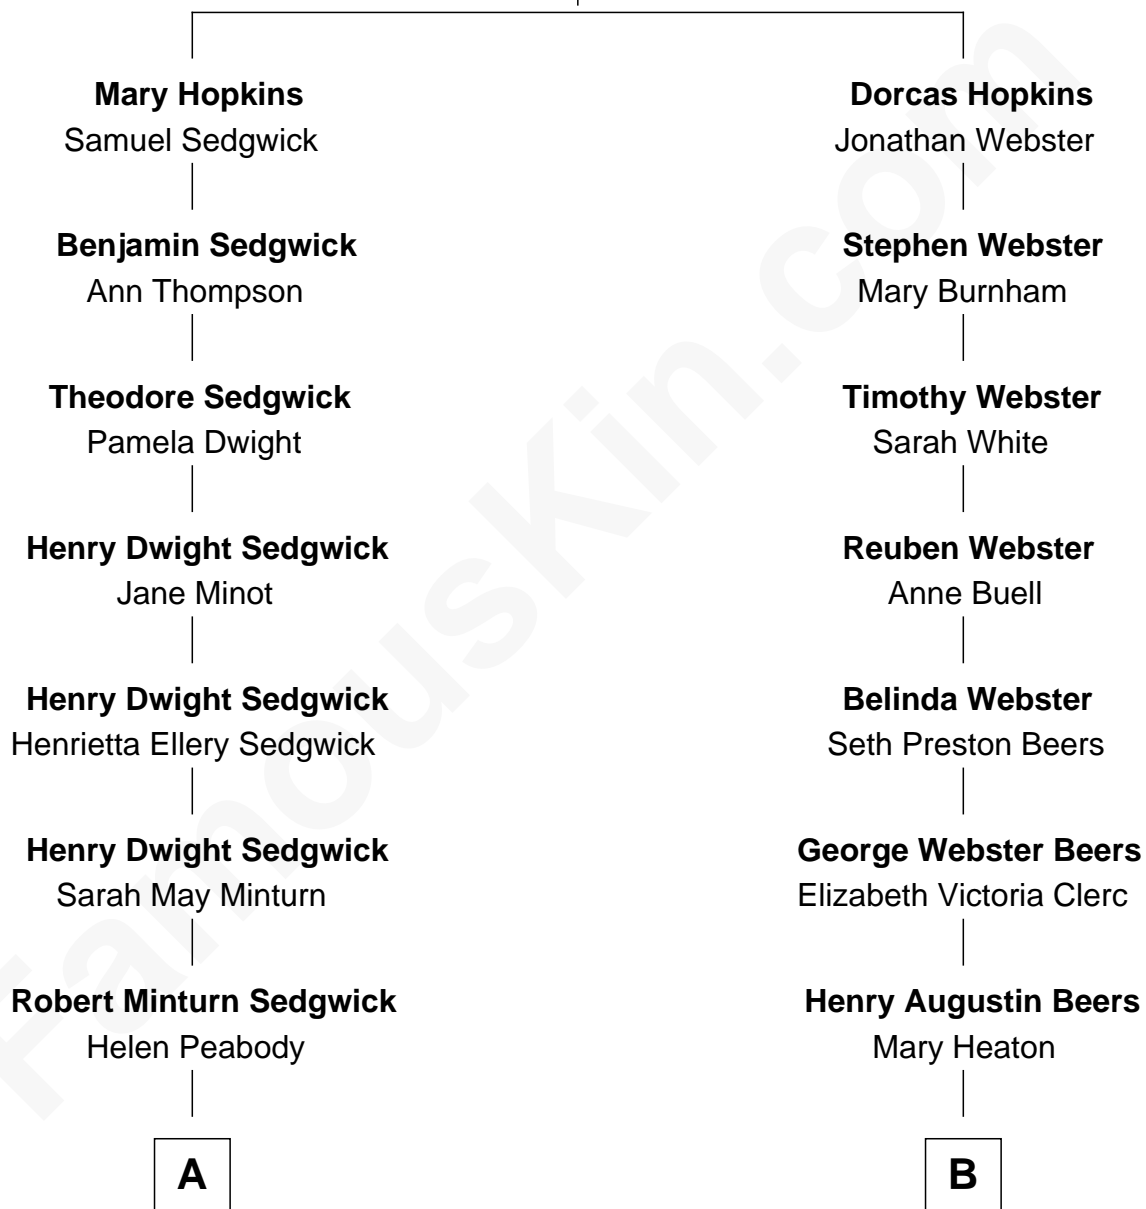 Mary Hopkins
Samuel Sedgwick
Benjamin Sedgwick
Ann Thompson
Theodore Sedgwick
Pamela Dwight
Henry Dwight Sedgwick
Jane Minot
Henry Dwight Sedgwick
Henrietta Ellery Sedgwick
Henry Dwight Sedgwick
Sarah May Minturn
Robert Minturn Sedgwick
Helen Peabody
A
Dorcas Hopkins
Jonathan Webster
Stephen Webster
Mary Burnham
Timothy Webster
Sarah White
Reuben Webster
Anne Buell
Belinda Webster
Seth Preston Beers
George Webster Beers
Elizabeth Victoria Clerc
Henry Augustin Beers
Mary Heaton
B
FamousKin.com